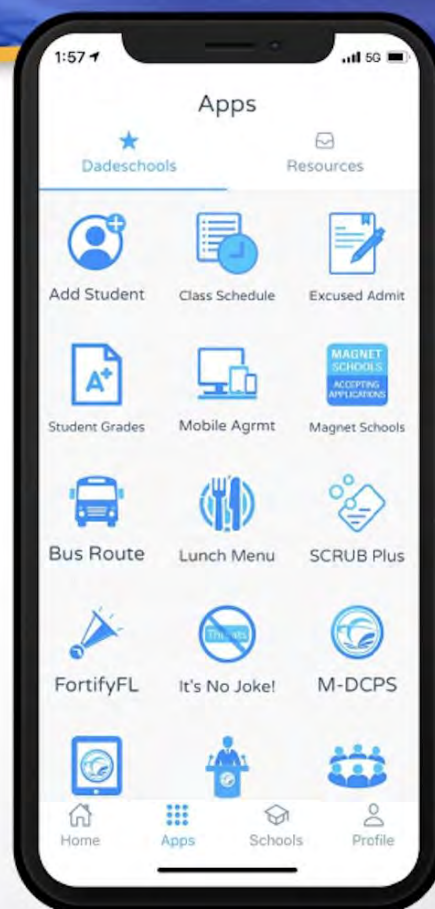 1:57
5G
Apps
Dadeschools
Resources
Add Student
Class Schedule
Excused Admit
A+
MAGNET
SCHOOLS
ACCEPTING
APPLICATIONS
Student Grades
Mobile Agrmt
Magnet Schools
Bus Route
Lunch Menu
SCRUB Plus
Threats
FortifyFL
It's No Joke!
M-DCPS
Home
Apps
Schools
Profile